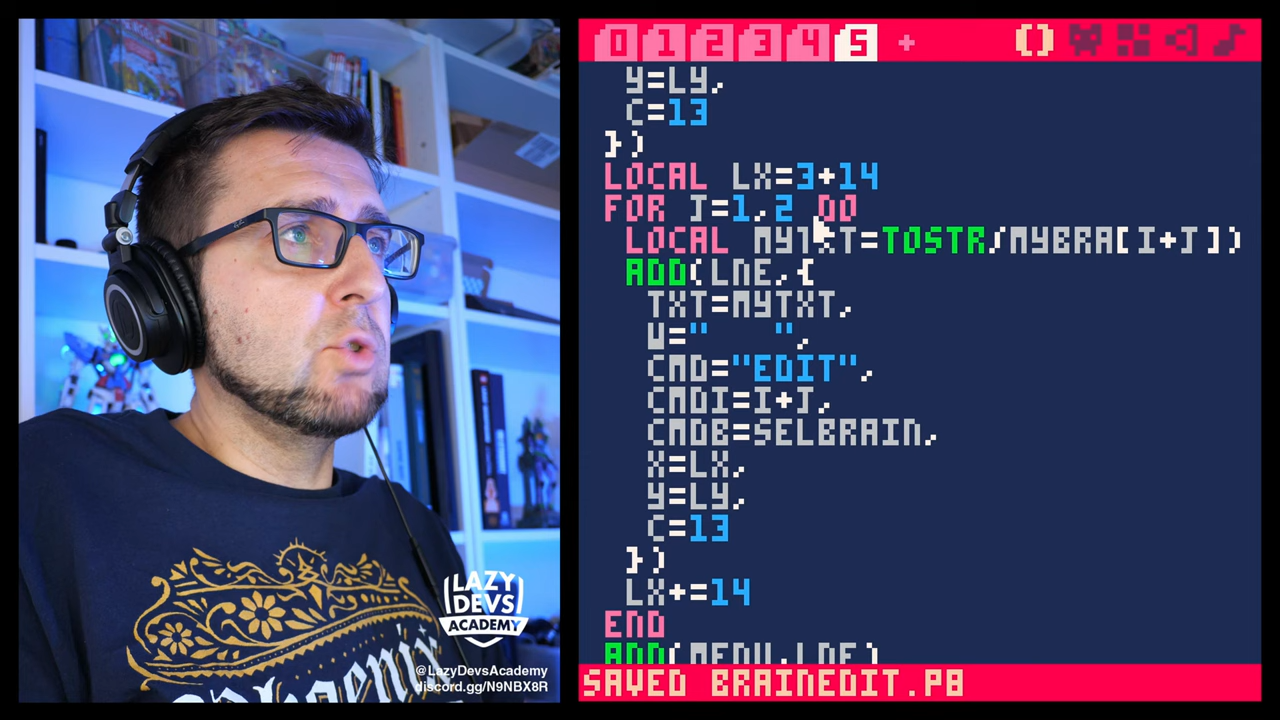 0 1 2 3 4 5 +
()
Y=LY,
C=13
})
LOCAL LX=3+14
FOR J=1,2 DO
LOCAL MYTXT=TOSTR(MYBRA[I+J])
ADD(LNE,{
TXT=MYTXT,
W="    ",
CMD="EDIT",
CMDI=I+J,
CMDB=SELBRAIN,
X=LX,
Y=LY,
C=13
})
LX+=14
END
ADD(MENU,LNE)
SAVED BRAINEDIT.P8
LAZY
DEVS
ACADEMY
@LazyDevsAcademy
discord.gg/N9NBX8R